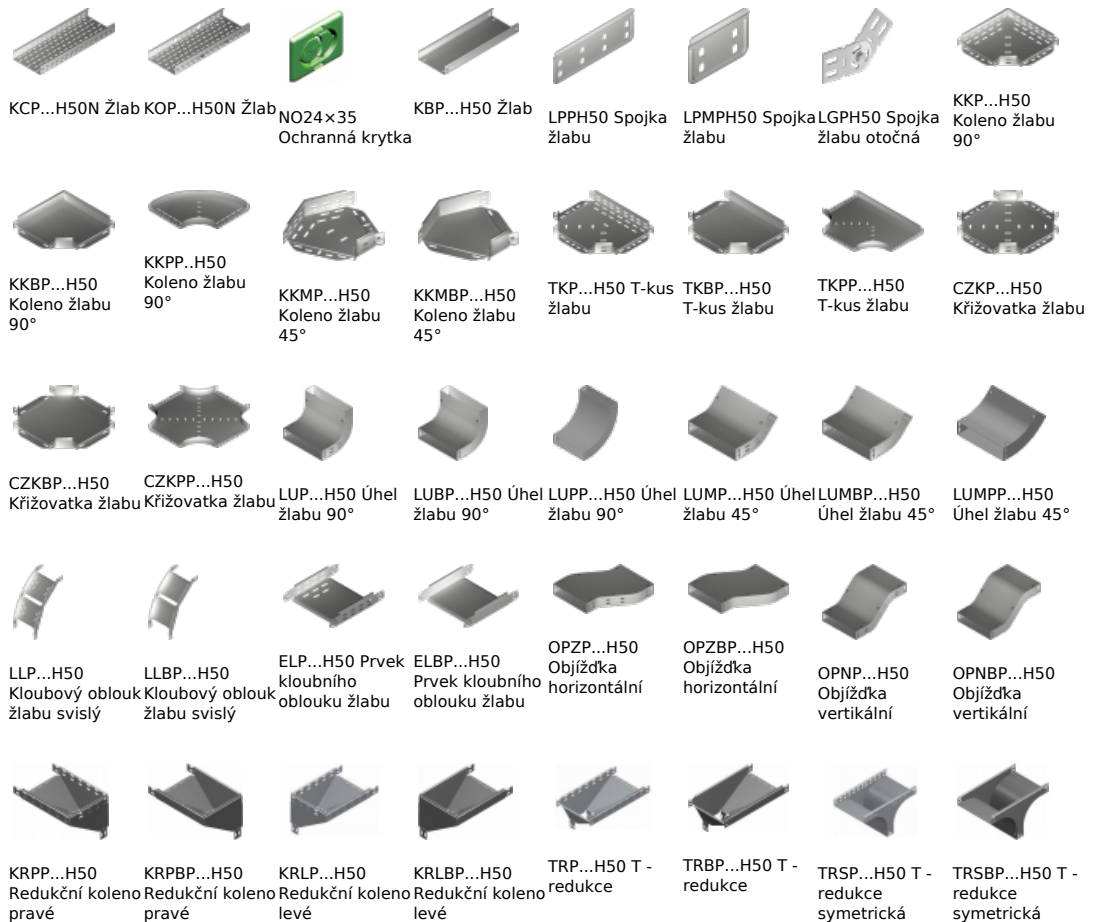 KCP...H50N Žlab
KOP...H50N Žlab
NO24×35
Ochranná krytka
KBP...H50 Žlab
LPPH50 Spojka
žlabu
LPMPH50 Spojka
žlabu
LGPH50 Spojka
žlabu otočná
KKP...H50
Koleno žlabu
90°
KKBP...H50
Koleno žlabu
90°
KKPP..H50
Koleno žlabu
90°
KKMP...H50
Koleno žlabu
45°
KKMBP...H50
Koleno žlabu
45°
TKP...H50 T-kus
žlabu
TKBP...H50
T-kus žlabu
TKPP...H50
T-kus žlabu
CZKP...H50
Křižovatka žlabu
CZKBP...H50
Křižovatka žlabu
CZKPP...H50
Křižovatka žlabu
LUP...H50 Úhel
žlabu 90°
LUBP...H50 Úhel
žlabu 90°
LUPP...H50 Úhel
žlabu 90°
LUMP...H50 Úhel
žlabu 45°
LUMBP...H50
Úhel žlabu 45°
LUMPP...H50
Úhel žlabu 45°
LLP...H50
Kloubový oblouk
žlabu svislý
LLBP...H50
Kloubový oblouk
žlabu svislý
ELP...H50 Prvek
kloubního
oblouku žlabu
ELBP...H50
Prvek kloubního
oblouku žlabu
OPZP...H50
Objížďka
horizontální
OPZBP...H50
Objížďka
horizontální
OPNP...H50
Objížďka
vertikální
OPNBP...H50
Objížďka
vertikální
KRPP...H50
Redukční koleno
pravé
KRPBP...H50
Redukční koleno
pravé
KRLP...H50
Redukční koleno
levé
KRLBP...H50
Redukční koleno
levé
TRP...H50 T -
redukce
TRBP...H50 T -
redukce
TRSP...H50 T -
redukce
symetrická
TRSBP...H50 T -
redukce
symetrická